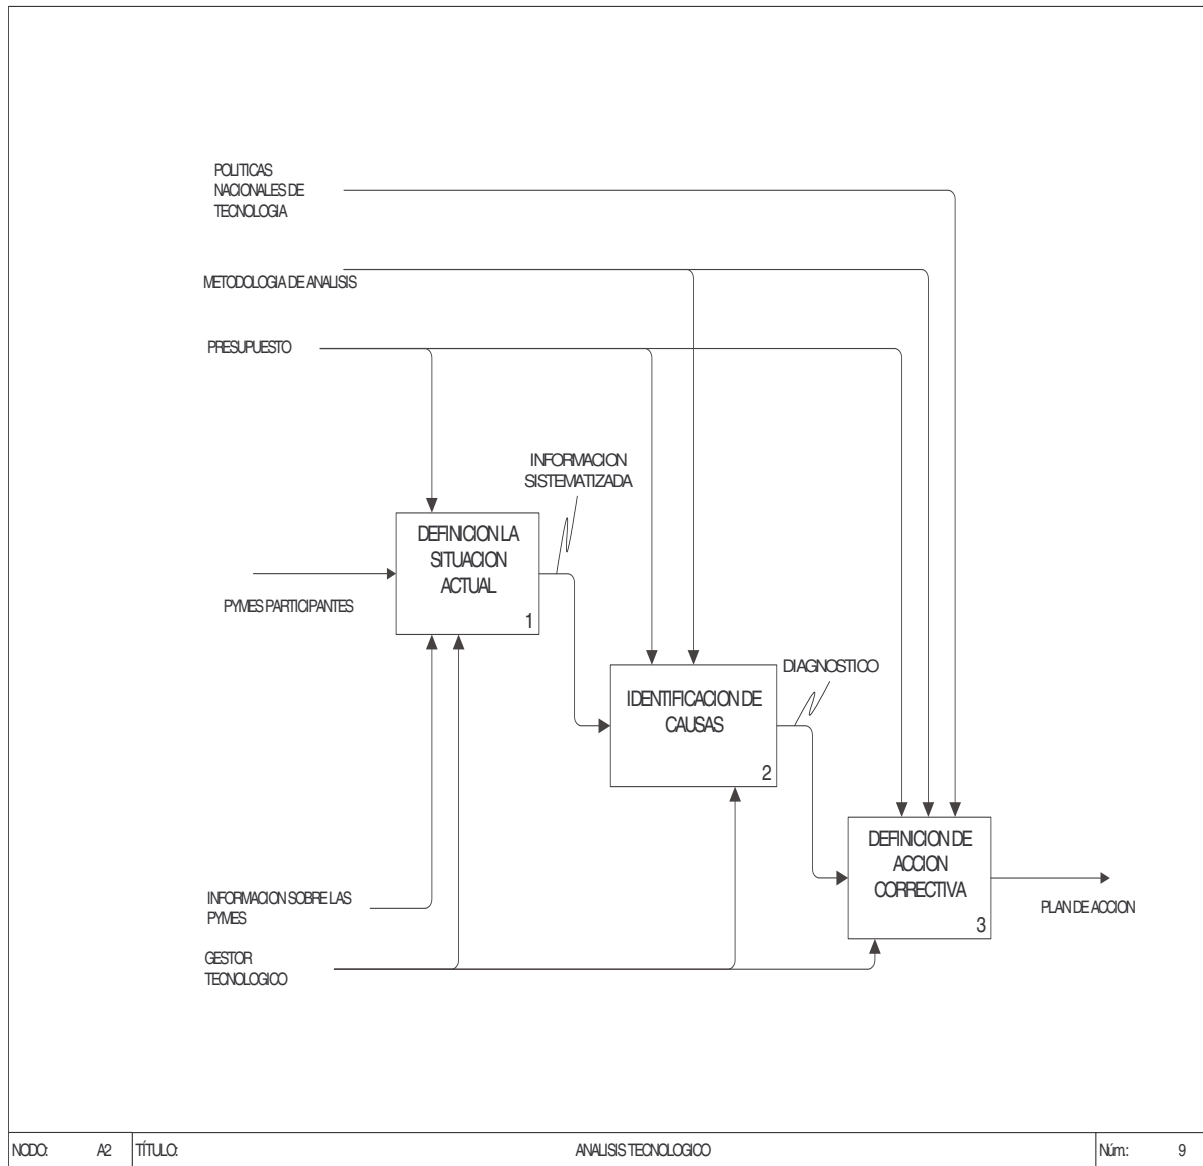 POLITICAS
NACIONALES DE
TECNOLOGIA
METODOLOGIA DE ANALISIS
PRESUPUESTO
INFORMACION
SISTEMATIZADA
DEFINICION LA
SITUACION
ACTUAL
1
PYMES PARTICIPANTES
DIAGNOSTICO
IDENTIFICACION DE
CAUSAS
2
DEFINICION DE
ACCION
CORRECTIVA
3
PLAN DE ACCION
INFORMACION SOBRE LAS
PYMES
GESTOR
TECNOLOGICO
NODO: A2 TÍTULO: ANALISIS TECNOLOGICO Núm.: 9